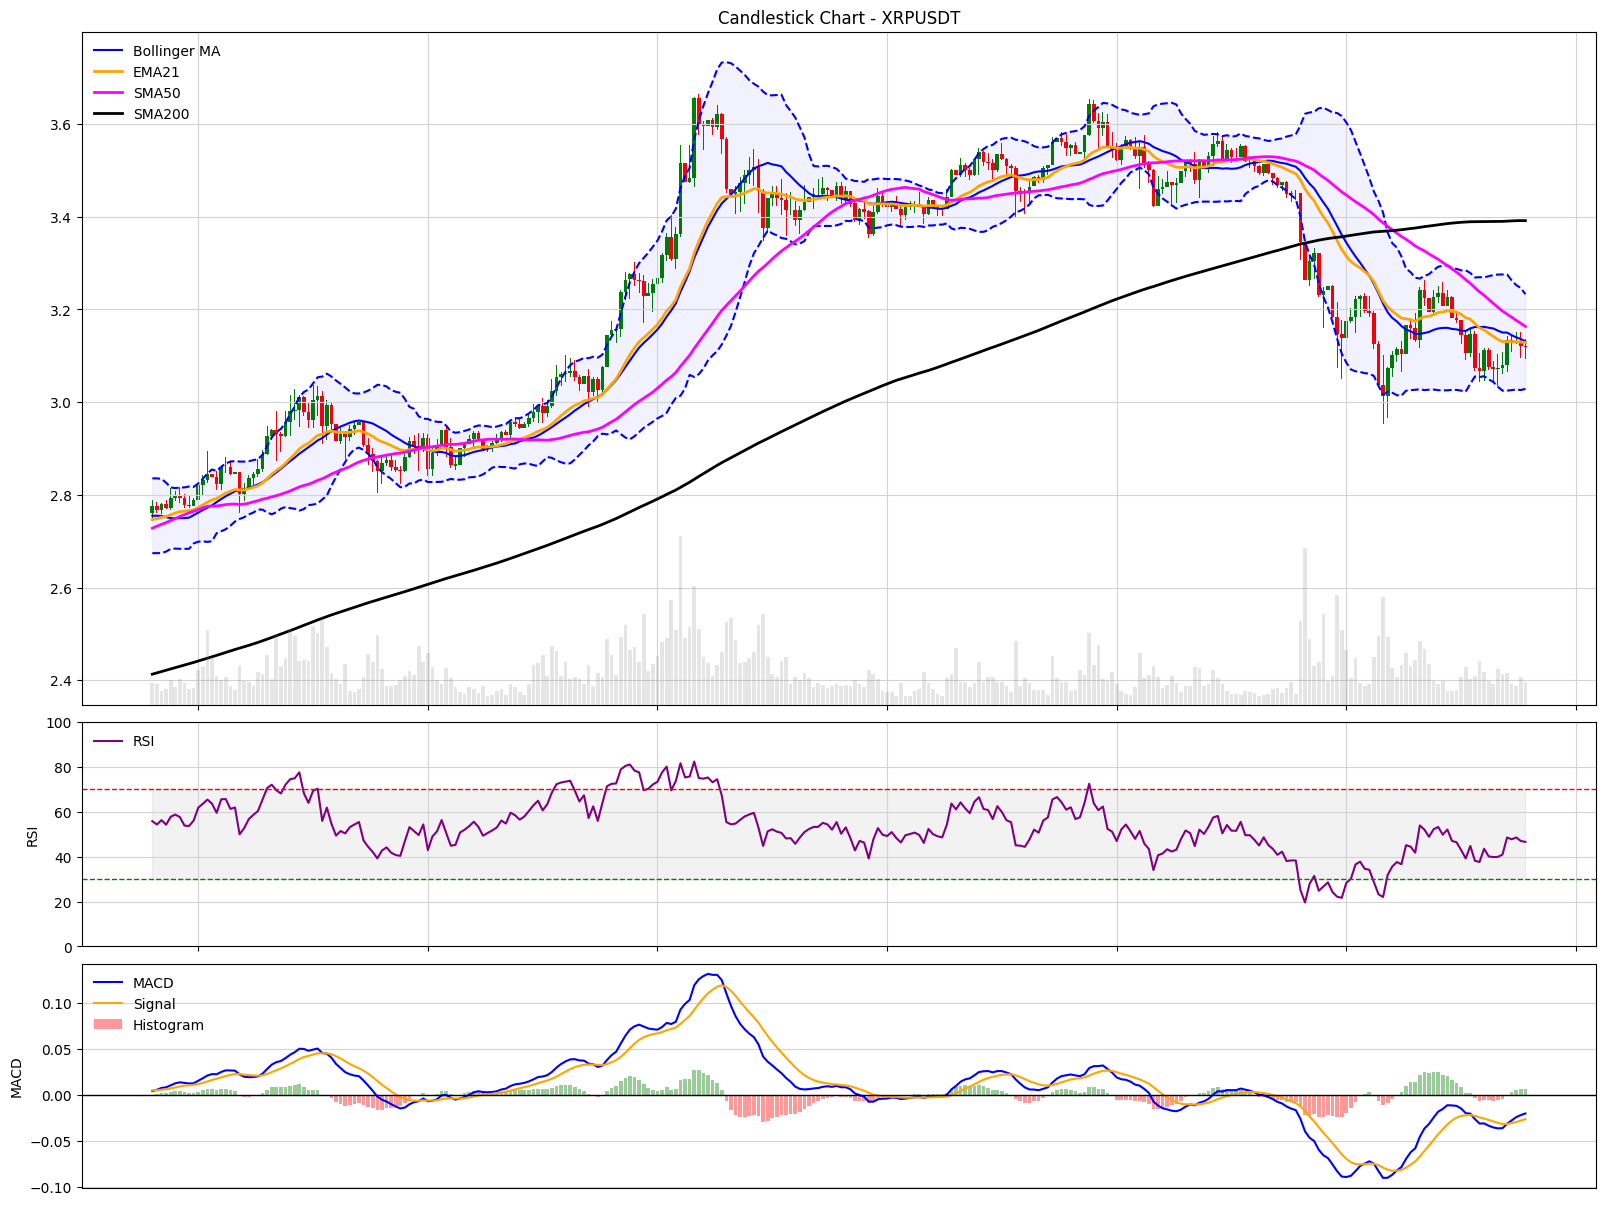 Candlestick Chart - XRPUSDT
Bollinger MA
EMA21
SMA50
SMA200
3.6
3.4
3.2
3.0
2.8
2.6
2.4
100
RSI
80
60
RSI
40
20
0
MACD
0.10
Signal
Histogram
0.05
MACD
0.00
−0.05
−0.10